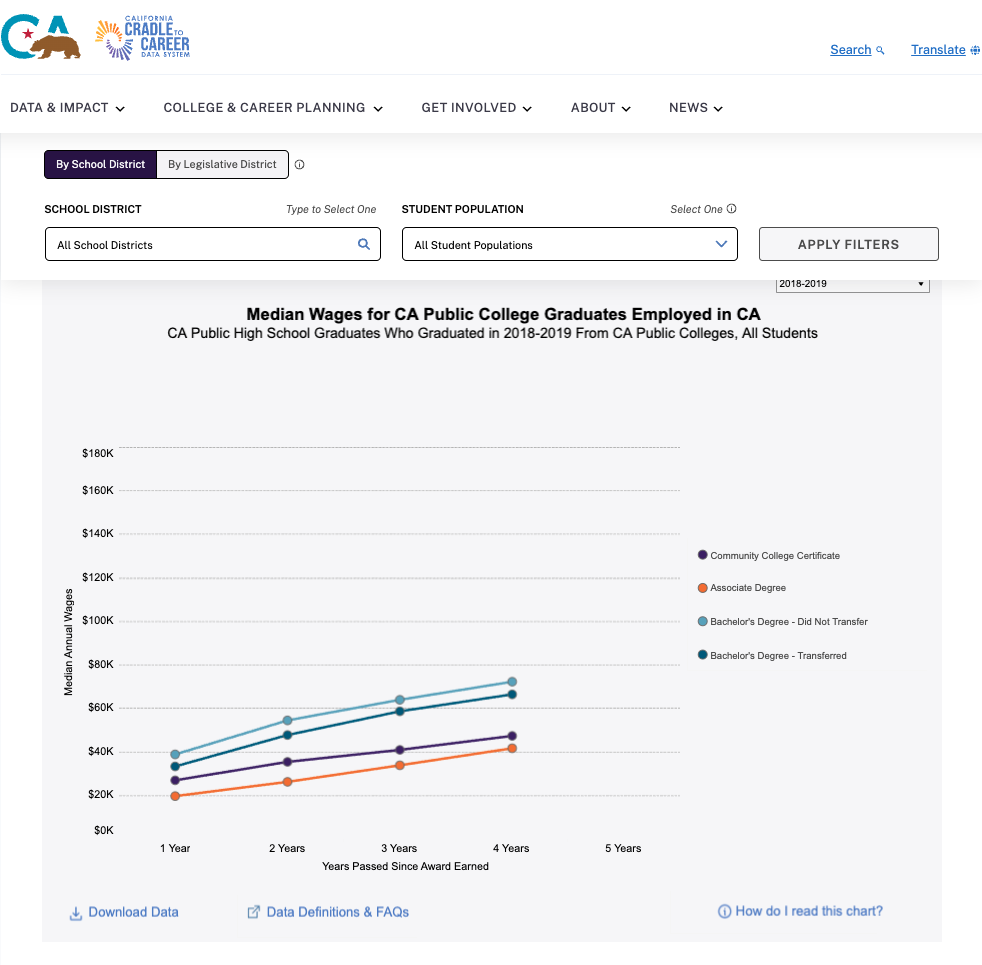 CA
CALIFORNIA
CRADLE TO
CAREER
DATA SYSTEM
Search
Translate
DATA & IMPACT
COLLEGE & CAREER PLANNING
GET INVOLVED
ABOUT
NEWS
By School District
By Legislative District
SCHOOL DISTRICT
Type to Select One
STUDENT POPULATION
Select One
All School Districts
All Student Populations
APPLY FILTERS
2018-2019
Median Wages for CA Public College Graduates Employed in CA
CA Public High School Graduates Who Graduated in 2018-2019 From CA Public Colleges, All Students
Median Annual Wages
$180K
$160K
$140K
$120K
$100K
$80K
$60K
$40K
$20K
$0K
Community College Certificate
Associate Degree
Bachelor's Degree - Did Not Transfer
Bachelor's Degree - Transferred
1 Year
2 Years
3 Years
4 Years
5 Years
Years Passed Since Award Earned
Download Data
Data Definitions & FAQs
How do I read this chart?